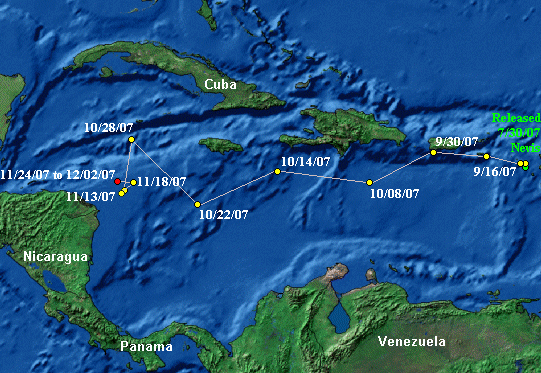 Cuba
Released
7/29/07
Nevis
10/28/07
9/30/07
10/14/07
9/16/07
11/24/07 to 12/02/07
11/18/07
11/13/07
10/08/07
10/22/07
Nicaragua
Panama
Venezuela